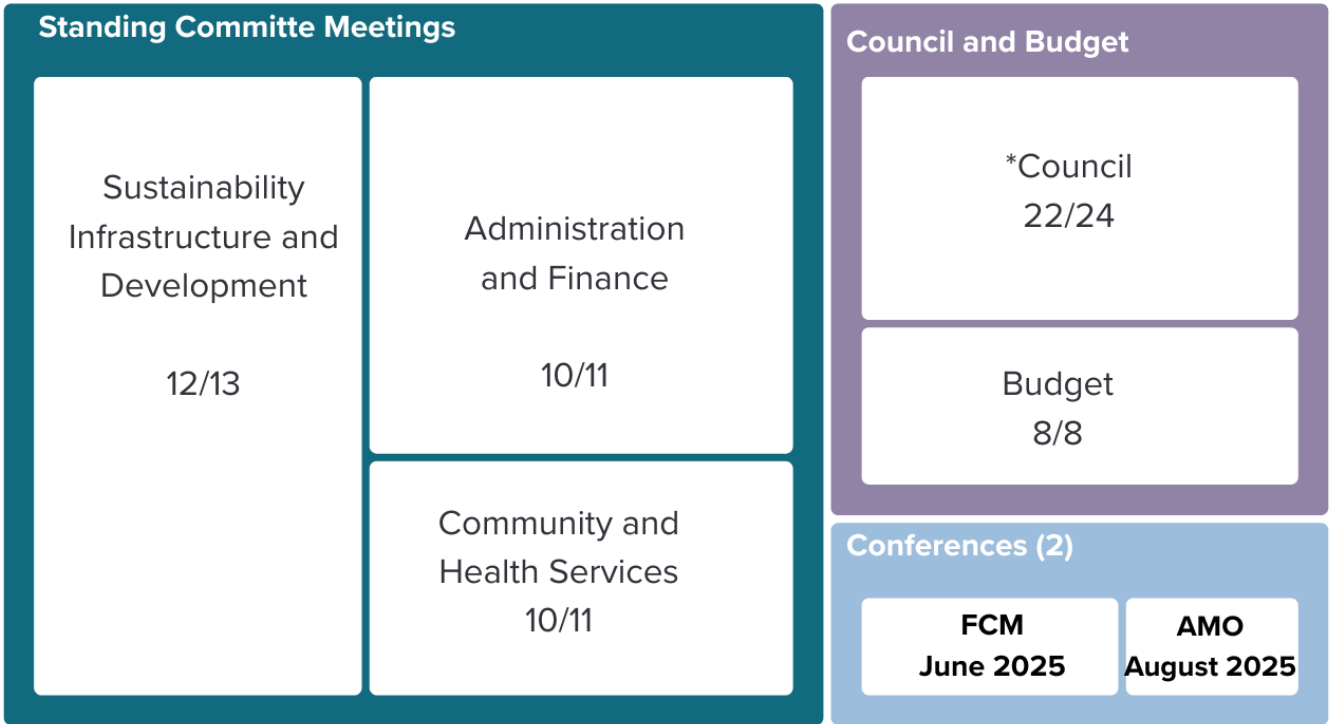 Standing Committe Meetings
Sustainability
Infrastructure and
Development
12/13
Administration
and Finance
10/11
Community and
Health Services
10/11
Council and Budget
*Council
22/24
Budget
8/8
Conferences (2)
FCM
June 2025
AMO
August 2025